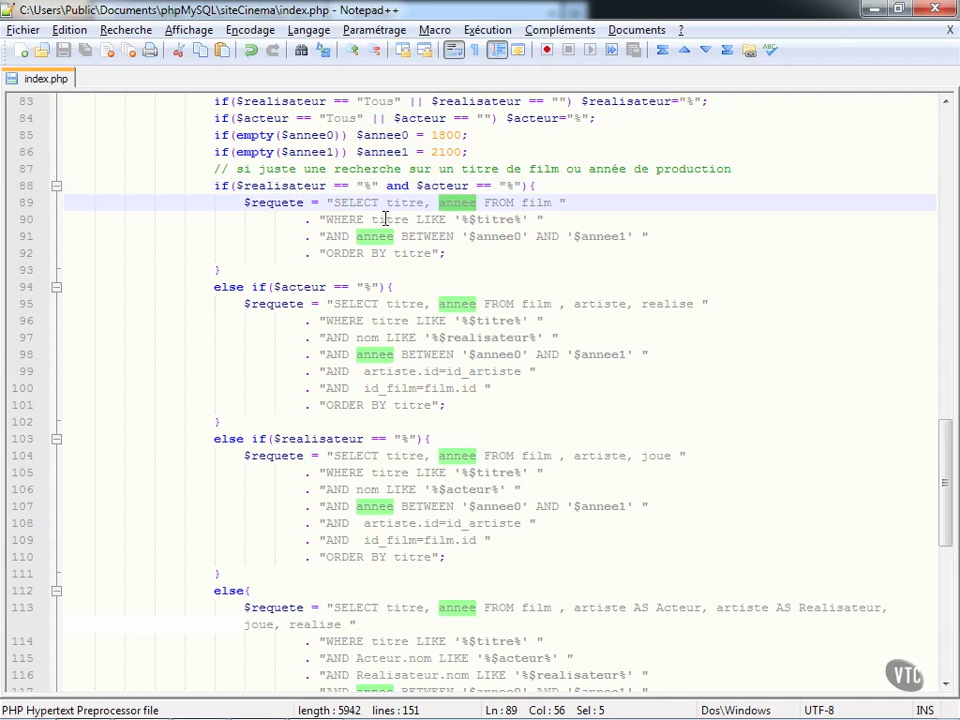 C:\Users\Public\Documents\phpMySQL\siteCinema\index.php - Notepad++
Fichier Edition Recherche Affichage Encodage Langage Paramétrage Macro Exécution Compléments Documents ? X
index.php
83 if($realisateur == "Tous" || $realisateur == "") $realisateur="%";
84 if($acteur == "Tous" || $acteur == "") $acteur="%";
85 if(empty($annee0)) $annee0 = 1800;
86 if(empty($annee1)) $annee1 = 2100;
87 // si juste une recherche sur un titre de film ou année de production
88 if($realisateur == "%" and $acteur == "%"){
89 $requete = "SELECT titre, annee FROM film "
90 . "WHERE titre LIKE '%$titre%' "
91 . "AND annee BETWEEN '$annee0' AND '$annee1' "
92 . "ORDER BY titre";
93 }
94 else if($acteur == "%"){
95 $requete = "SELECT titre, annee FROM film , artiste, realise "
96 . "WHERE titre LIKE '%$titre%' "
97 . "AND nom LIKE '%$realisateur%' "
98 . "AND annee BETWEEN '$annee0' AND '$annee1' "
99 . "AND  artiste.id=id_artiste "
100 . "AND  id_film=film.id "
101 . "ORDER BY titre";
102 }
103 else if($realisateur == "%"){
104 $requete = "SELECT titre, annee FROM film , artiste, joue "
105 . "WHERE titre LIKE '%$titre%' "
106 . "AND nom LIKE '%$acteur%' "
107 . "AND annee BETWEEN '$annee0' AND '$annee1' "
108 . "AND  artiste.id=id_artiste "
109 . "AND  id_film=film.id "
110 . "ORDER BY titre";
111 }
112 else{
113 $requete = "SELECT titre, annee FROM film , artiste AS Acteur, artiste AS Realisateur,
joue, realise "
114 . "WHERE titre LIKE '%$titre%' "
115 . "AND Acteur.nom LIKE '%$acteur%' "
116 . "AND Realisateur.nom LIKE '%$realisateur%' "
VTC
PHP Hypertext Preprocessor file length : 5942 lines : 151 Ln : 89 Col : 56 Sel : 5 Dos\Windows UTF-8 INS